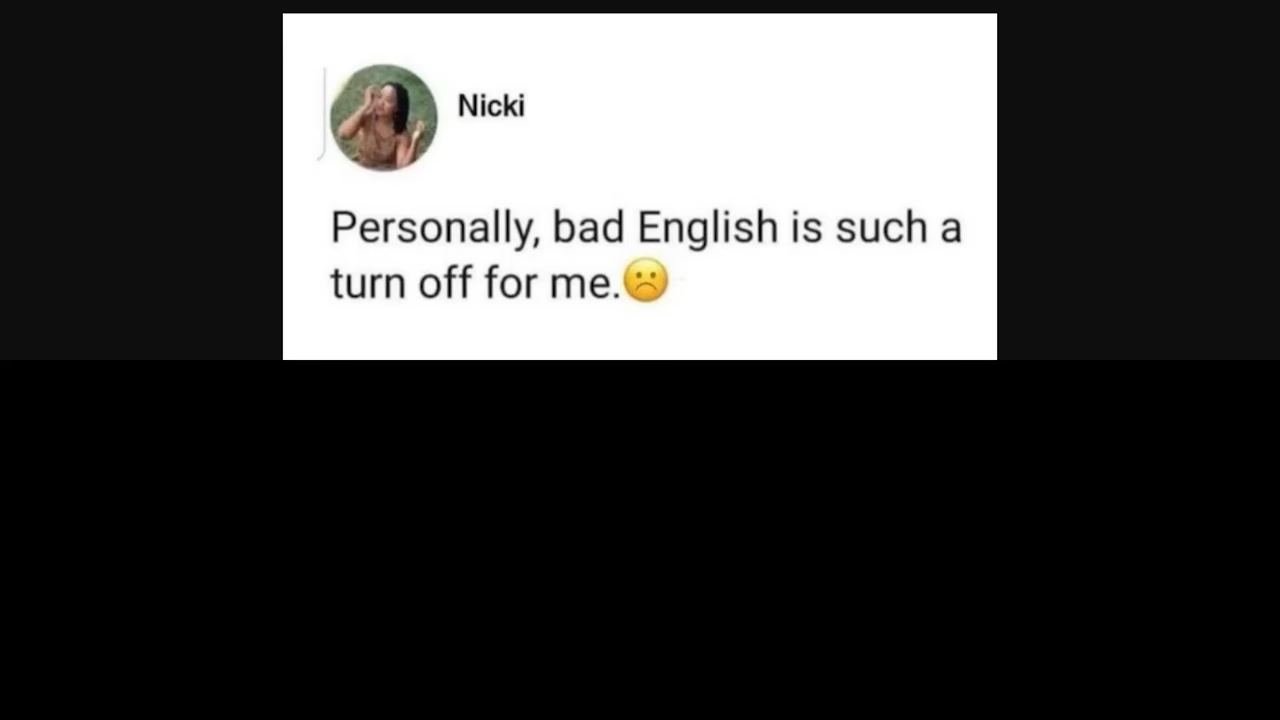 Nicki
Personally, bad English is such a
turn off for me.☹️